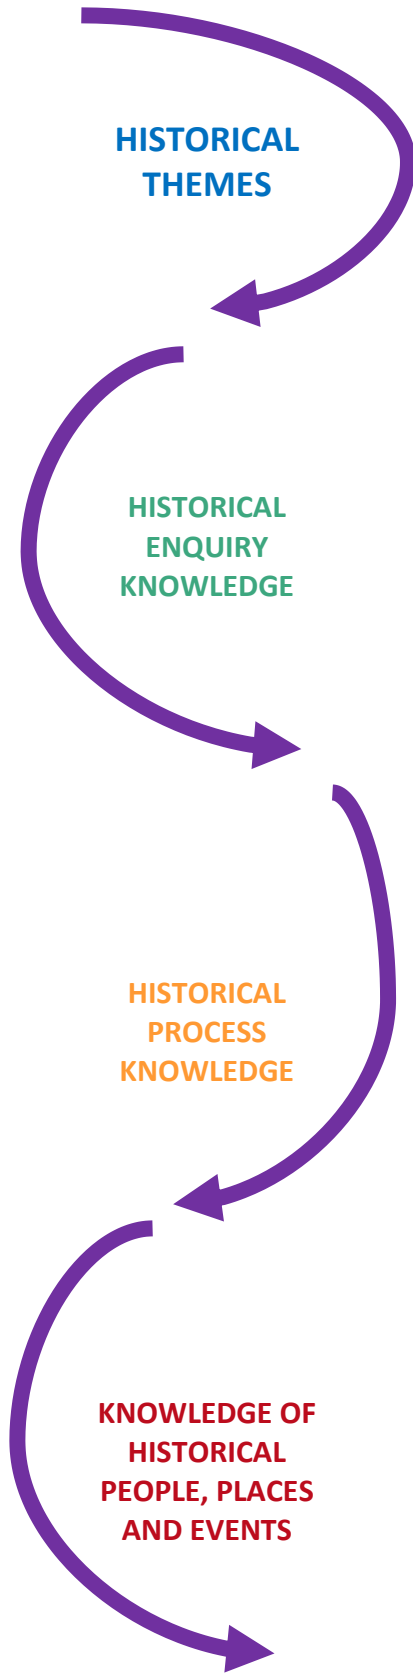 HISTORICAL
THEMES
HISTORICAL
ENQUIRY
KNOWLEDGE
HISTORICAL
PROCESS
KNOWLEDGE
KNOWLEDGE OF
HISTORICAL
PEOPLE, PLACES
AND EVENTS